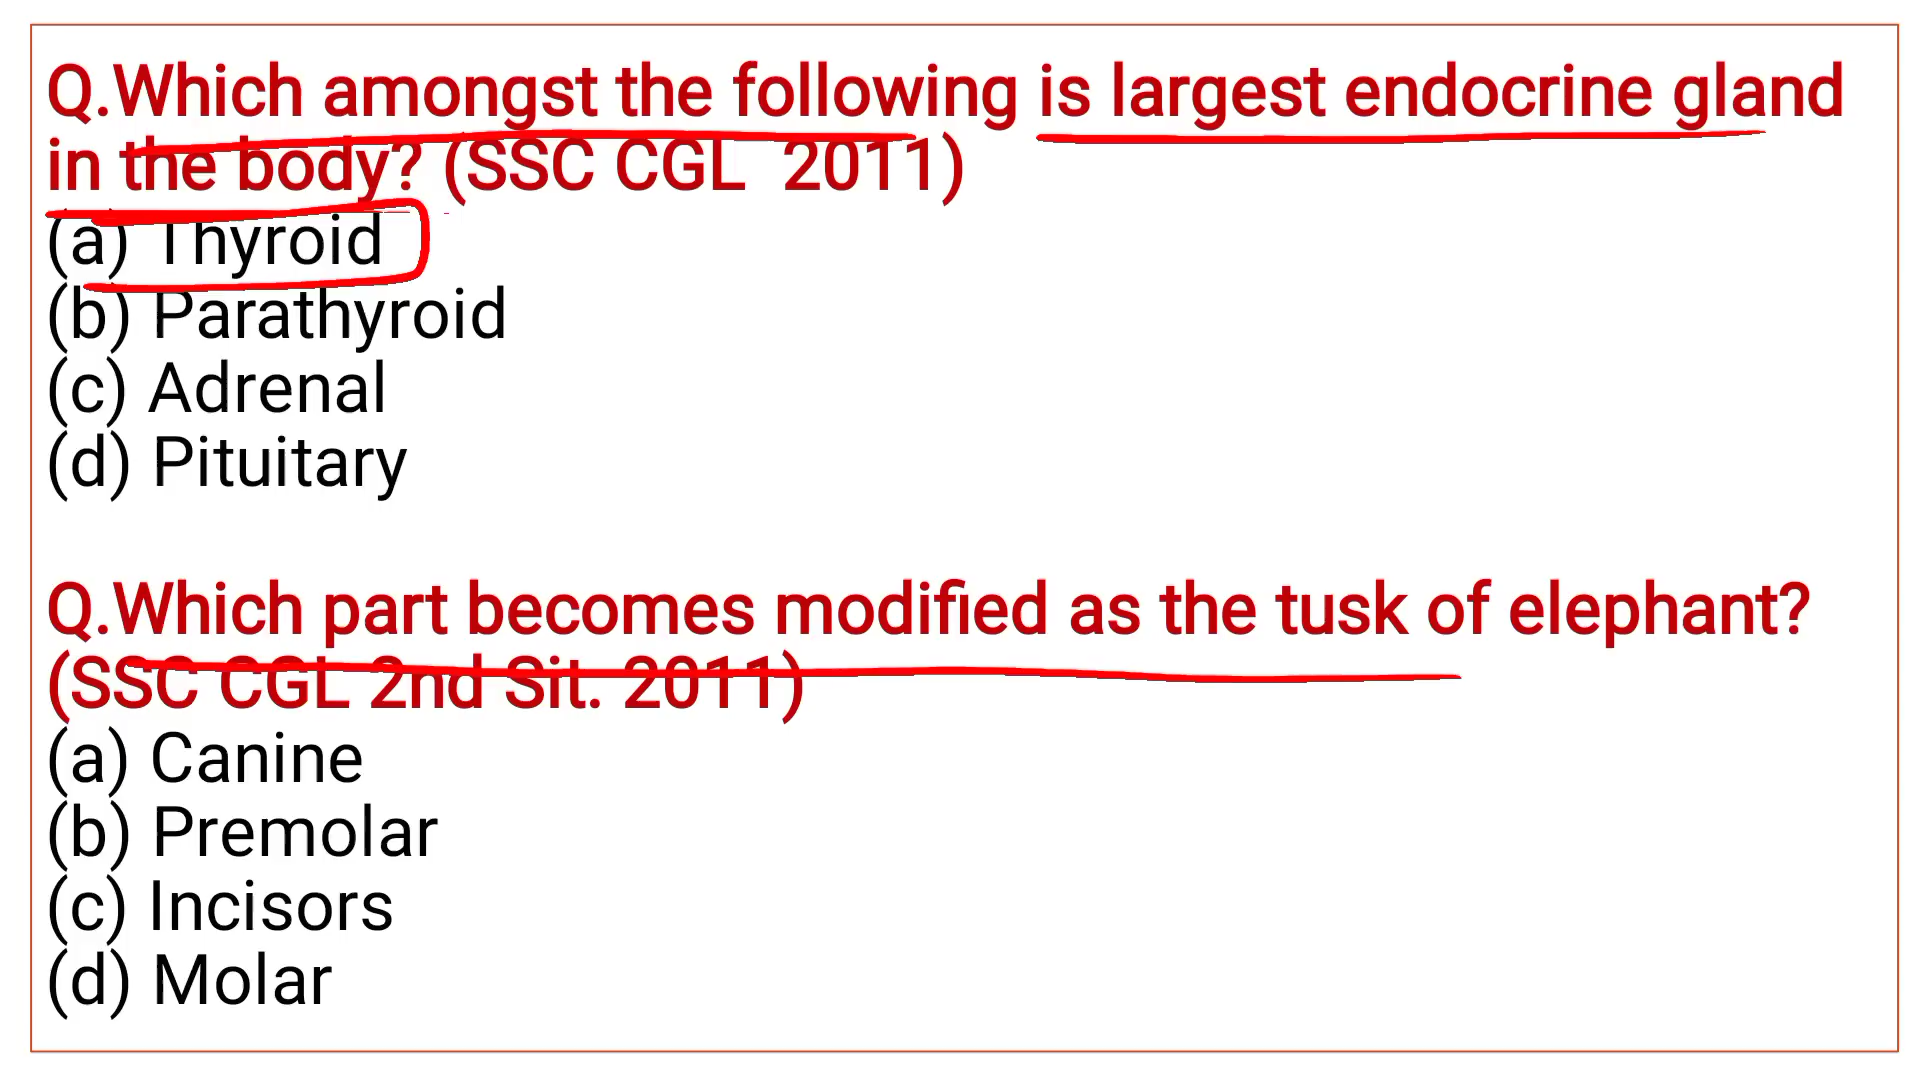 Q.Which amongst the following is largest endocrine gland
in the body? (SSC CGL 2011)
(a) Thyroid
(b) Parathyroid
(c) Adrenal
(d) Pituitary
Q.Which part becomes modified as the tusk of elephant?
(SSC CGL 2nd Sit. 2011)
(a) Canine
(b) Premolar
(c) Incisors
(d) Molar